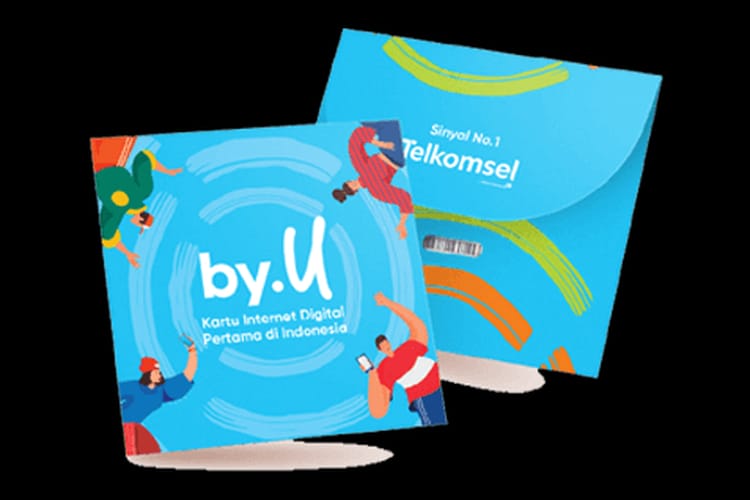 by.U
Kartu Internet Digital
Pertama di Indonesia
Sinyal No.1
Telkomsel